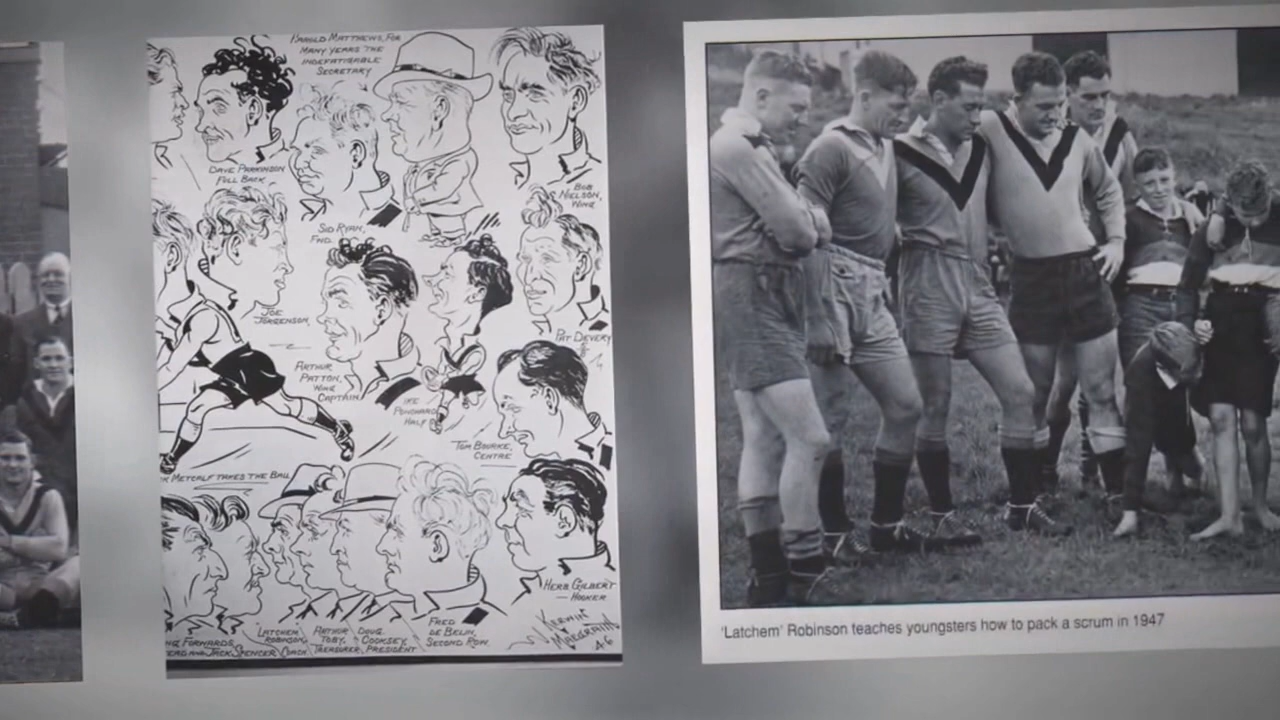 HAROLD MATTHEWS, FOR
MANY YEARS THE
INDEFATIGABLE
SECRETARY
DAVE PARKINSON
FULL BACK
BOB
NIELSON,
WING
SID RYAN,
FWD.
JOE
JORGENSON,
PAT DEVERY
ARTHUR
PATTON,
WING
CAPTAIN
HALF
TOM BOURKE,
CENTRE
METCALF TAKES THE BALL
HERB GILBERT
— HOOKER
FORWARDS
JACK SPENCER
'LATCHEM'
ROBINSON,
COACH
ARTHUR
TOBY,
TREASURER
DOUG
COOKSEY,
PRESIDENT
FRED
DE BELIN,
SECOND ROW.
46
'Latchem' Robinson teaches youngsters how to pack a scrum in 1947